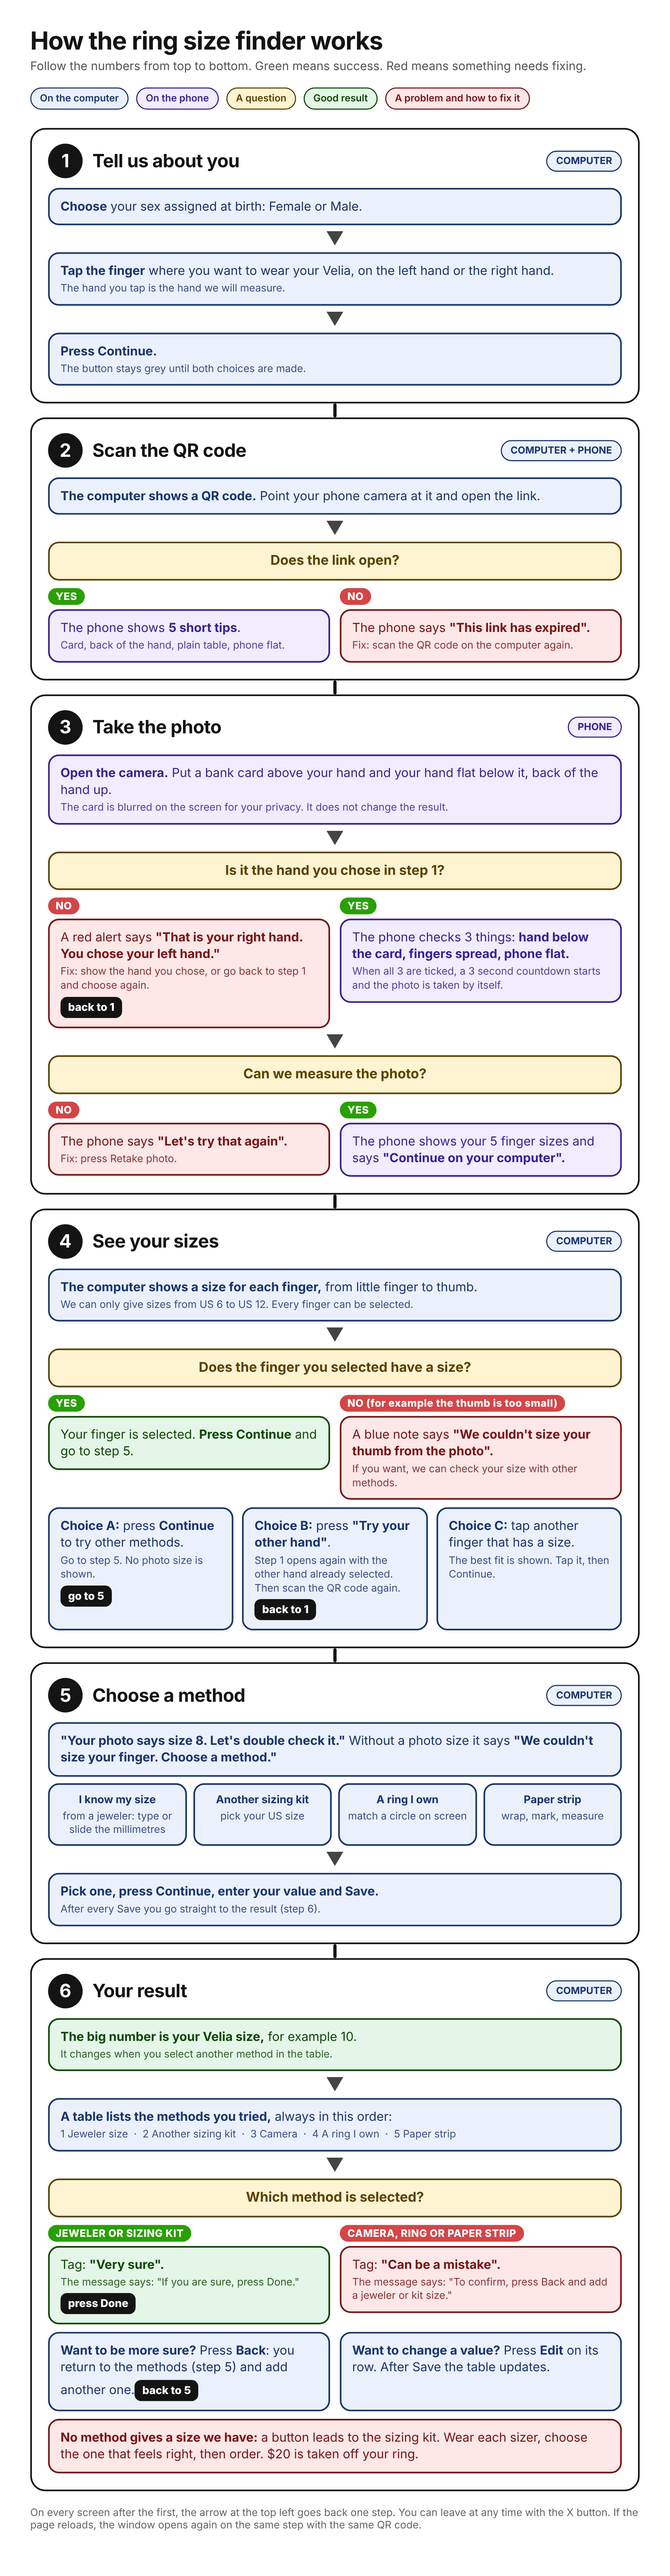 How the ring size finder works
Follow the numbers from top to bottom. Green means success. Red means something needs fixing.
On the computer
On the phone
A question
Good result
A problem and how to fix it
1
Tell us about you
COMPUTER
Choose your sex assigned at birth: Female or Male.
Tap the finger where you want to wear your Velia, on the left hand or the right hand.
The hand you tap is the hand we will measure.
Press Continue.
The button stays grey until both choices are made.
2
Scan the QR code
COMPUTER + PHONE
The computer shows a QR code. Point your phone camera at it and open the link.
Does the link open?
YES
The phone shows 5 short tips.
Card, back of the hand, plain table, phone flat.
NO
The phone says "This link has expired".
Fix: scan the QR code on the computer again.
3
Take the photo
PHONE
Open the camera. Put a bank card above your hand and your hand flat below it, back of the
hand up.
The card is blurred on the screen for your privacy. It does not change the result.
Is it the hand you chose in step 1?
NO
A red alert says "That is your right hand.
You chose your left hand."
Fix: show the hand you chose, or go back to step 1
and choose again.
back to 1
YES
The phone checks 3 things: hand below
the card, fingers spread, phone flat.
When all 3 are ticked, a 3 second countdown starts
and the photo is taken by itself.
Can we measure the photo?
NO
The phone says "Let's try that again".
Fix: press Retake photo.
YES
The phone shows your 5 finger sizes and
says "Continue on your computer".
4
See your sizes
COMPUTER
The computer shows a size for each finger, from little finger to thumb.
We can only give sizes from US 6 to US 12. Every finger can be selected.
Does the finger you selected have a size?
YES
Your finger is selected. Press Continue and
go to step 5.
NO (for example the thumb is too small)
A blue note says "We couldn't size your
thumb from the photo".
If you want, we can check your size with other
methods.
Choice A: press Continue
to try other methods.
Go to step 5. No photo size is
shown.
go to 5
Choice B: press "Try your
other hand".
Step 1 opens again with the
other hand already selected.
Then scan the QR code again.
back to 1
Choice C: tap another
finger that has a size.
The best fit is shown. Tap it, then
Continue.
5
Choose a method
COMPUTER
"Your photo says size 8. Let's double check it." Without a photo size it says "We couldn't
size your finger. Choose a method."
I know my size
from a jeweler: type or
slide the millimetres
Another sizing kit
pick your US size
A ring I own
match a circle on screen
Paper strip
wrap, mark, measure
Pick one, press Continue, enter your value and Save.
After every Save you go straight to the result (step 6).
6
Your result
COMPUTER
The big number is your Velia size, for example 10.
It changes when you select another method in the table.
A table lists the methods you tried, always in this order:
1 Jeweler size · 2 Another sizing kit · 3 Camera · 4 A ring I own · 5 Paper strip
Which method is selected?
JEWELER OR SIZING KIT
Tag: "Very sure".
The message says: "If you are sure, press Done."
press Done
CAMERA, RING OR PAPER STRIP
Tag: "Can be a mistake".
The message says: "To confirm, press Back and add
a jeweler or kit size."
Want to be more sure? Press Back: you
return to the methods (step 5) and add
another one. back to 5
Want to change a value? Press Edit on its
row. After Save the table updates.
No method gives a size we have: a button leads to the sizing kit. Wear each sizer, choose
the one that feels right, then order. $20 is taken off your ring.
On every screen after the first, the arrow at the top left goes back one step. You can leave at any time with the X button. If the
page reloads, the window opens again on the same step with the same QR code.